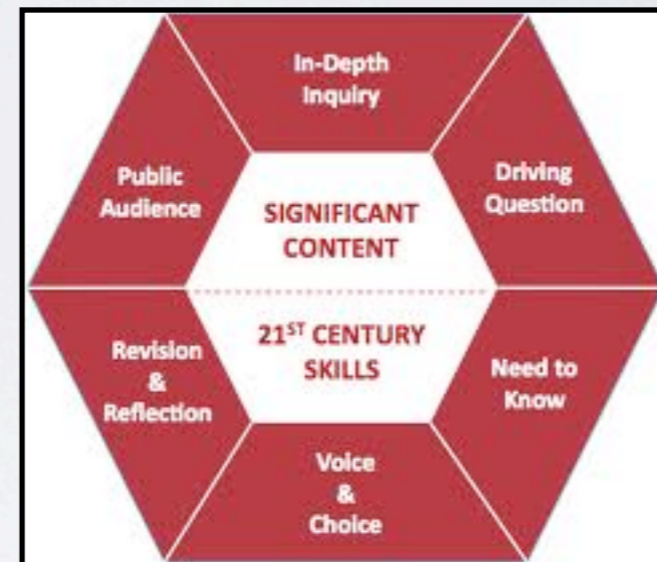 In-Depth
Inquiry
Public
Audience
Driving
Question
SIGNIFICANT
CONTENT
21ST CENTURY
SKILLS
Revision
&
Reflection
Need to
Know
Voice
&
Choice